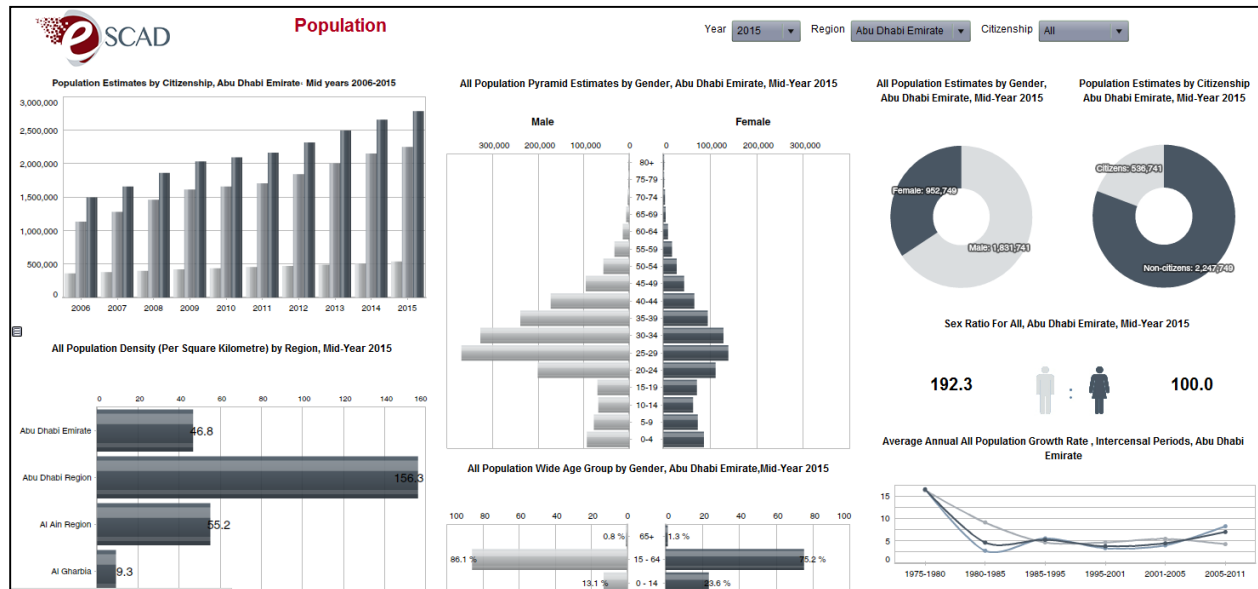 e SCAD
Population
Year 2015 Region Abu Dhabi Emirate Citizenship All
Population Estimates by Citizenship, Abu Dhabi Emirate- Mid years 2006-2015
3,000,000
2,500,000
2,000,000
1,500,000
1,000,000
500,000
0
2006 2007 2008 2009 2010 2011 2012 2013 2014 2015
All Population Density (Per Square Kilometre) by Region, Mid-Year 2015
0 20 40 60 80 100 120 140 160
Abu Dhabi Emirate 46.8
Abu Dhabi Region 156.3
Al Ain Region 55.2
Al Gharbia 9.3
All Population Pyramid Estimates by Gender, Abu Dhabi Emirate, Mid-Year 2015
Male Female
300,000 200,000 100,000 0 0 100,000 200,000 300,000
80+
75-79
70-74
65-69
60-64
55-59
50-54
45-49
40-44
35-39
30-34
25-29
20-24
15-19
10-14
5-9
0-4
All Population Wide Age Group by Gender, Abu Dhabi Emirate,Mid-Year 2015
100 80 60 40 20 0 0 20 40 60 80 100
0.8 % 65+ 1.3 %
86.1 % 15 - 64 75.2 %
13.1 % 0 - 14 23.6 %
All Population Estimates by Gender,
Abu Dhabi Emirate, Mid-Year 2015
Female: 952,749
Male: 1,831,741
Population Estimates by Citizenship
Abu Dhabi Emirate, Mid-Year 2015
Citizens: 536,741
Non-citizens: 2,247,749
Sex Ratio For All, Abu Dhabi Emirate, Mid-Year 2015
192.3 : 100.0
Average Annual All Population Growth Rate , Intercensal Periods, Abu Dhabi
Emirate
15
10
5
0
1975-1980 1980-1985 1985-1995 1995-2001 2001-2005 2005-2011